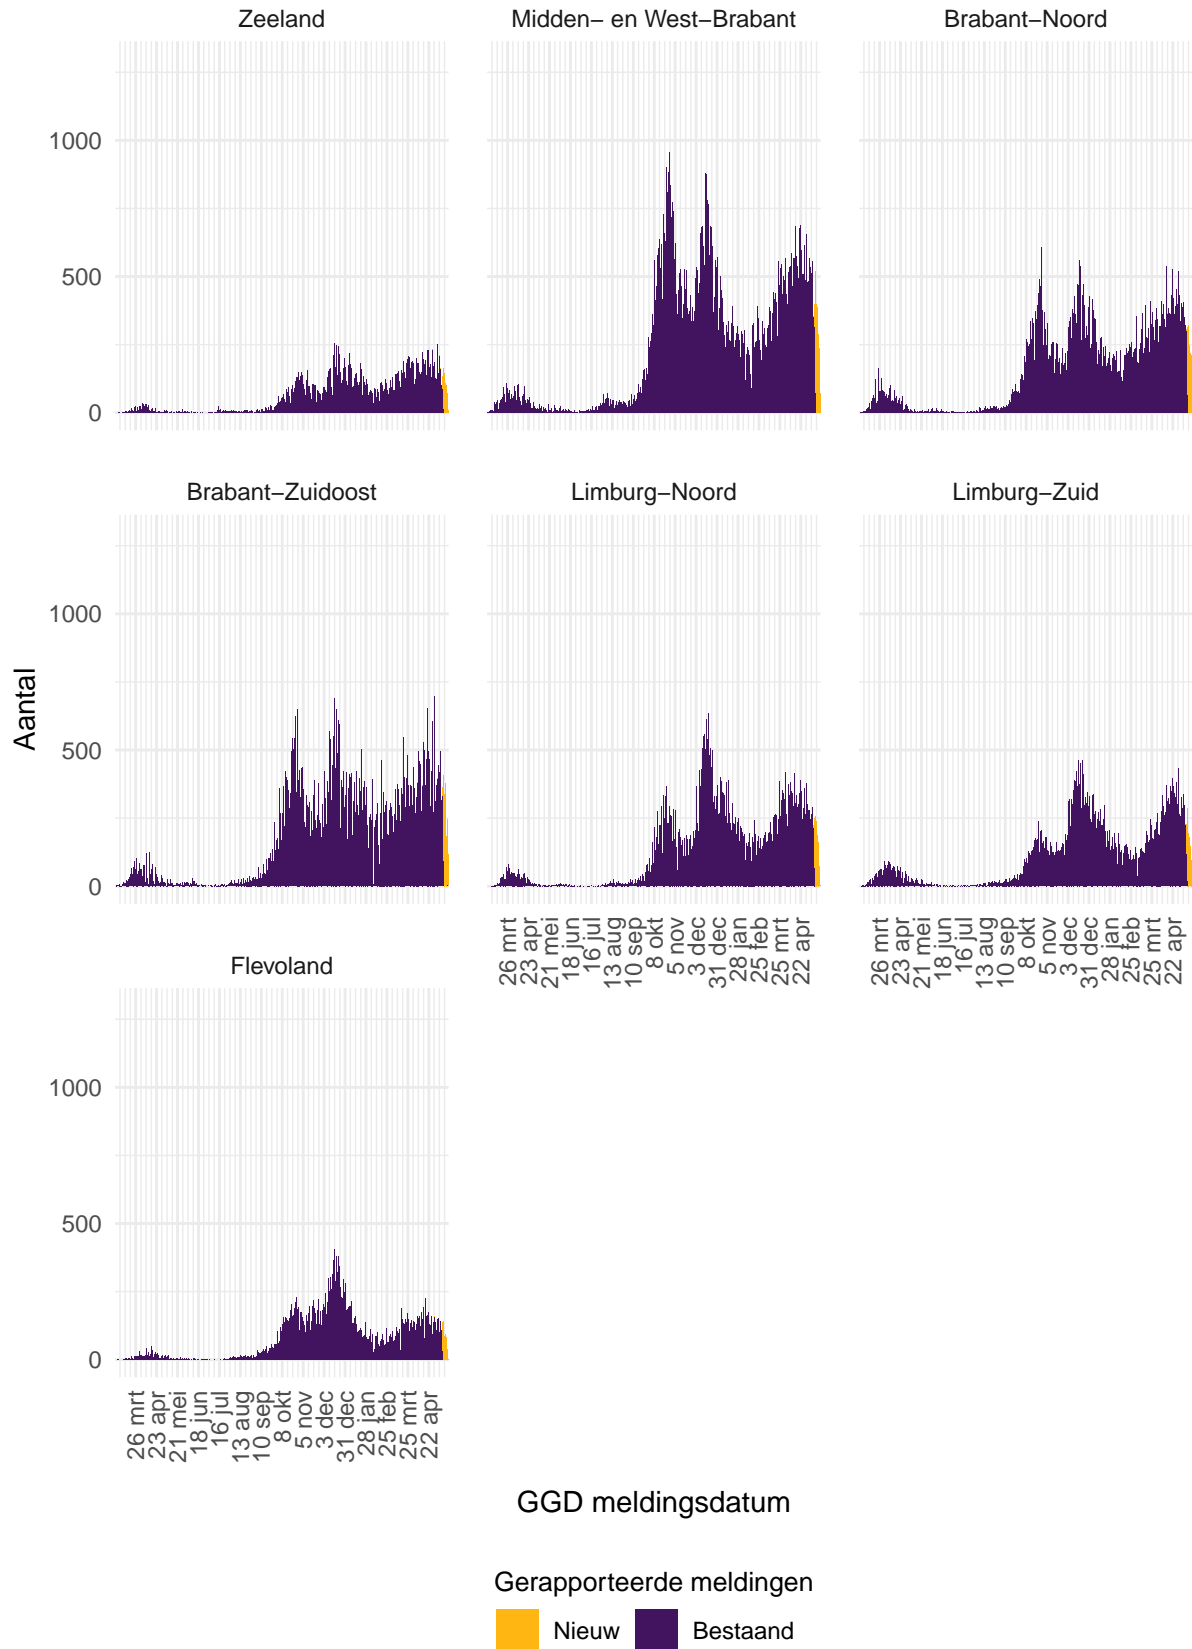 Zeeland
Midden− en West−Brabant
Brabant−Noord
1000
500
0
Brabant−Zuidoost
Limburg−Noord
Limburg−Zuid
1000
500
0
Aantal
26 mrt
23 apr
21 mei
18 jun
16 jul
13 aug
10 sep
8 okt
5 nov
3 dec
31 dec
28 jan
25 feb
25 mrt
22 apr
26 mrt
23 apr
21 mei
18 jun
16 jul
13 aug
10 sep
8 okt
5 nov
3 dec
31 dec
28 jan
25 feb
25 mrt
22 apr
Flevoland
1000
500
0
26 mrt
23 apr
21 mei
18 jun
16 jul
13 aug
10 sep
8 okt
5 nov
3 dec
31 dec
28 jan
25 feb
25 mrt
22 apr
GGD meldingsdatum
Gerapporteerde meldingen
Nieuw
Bestaand